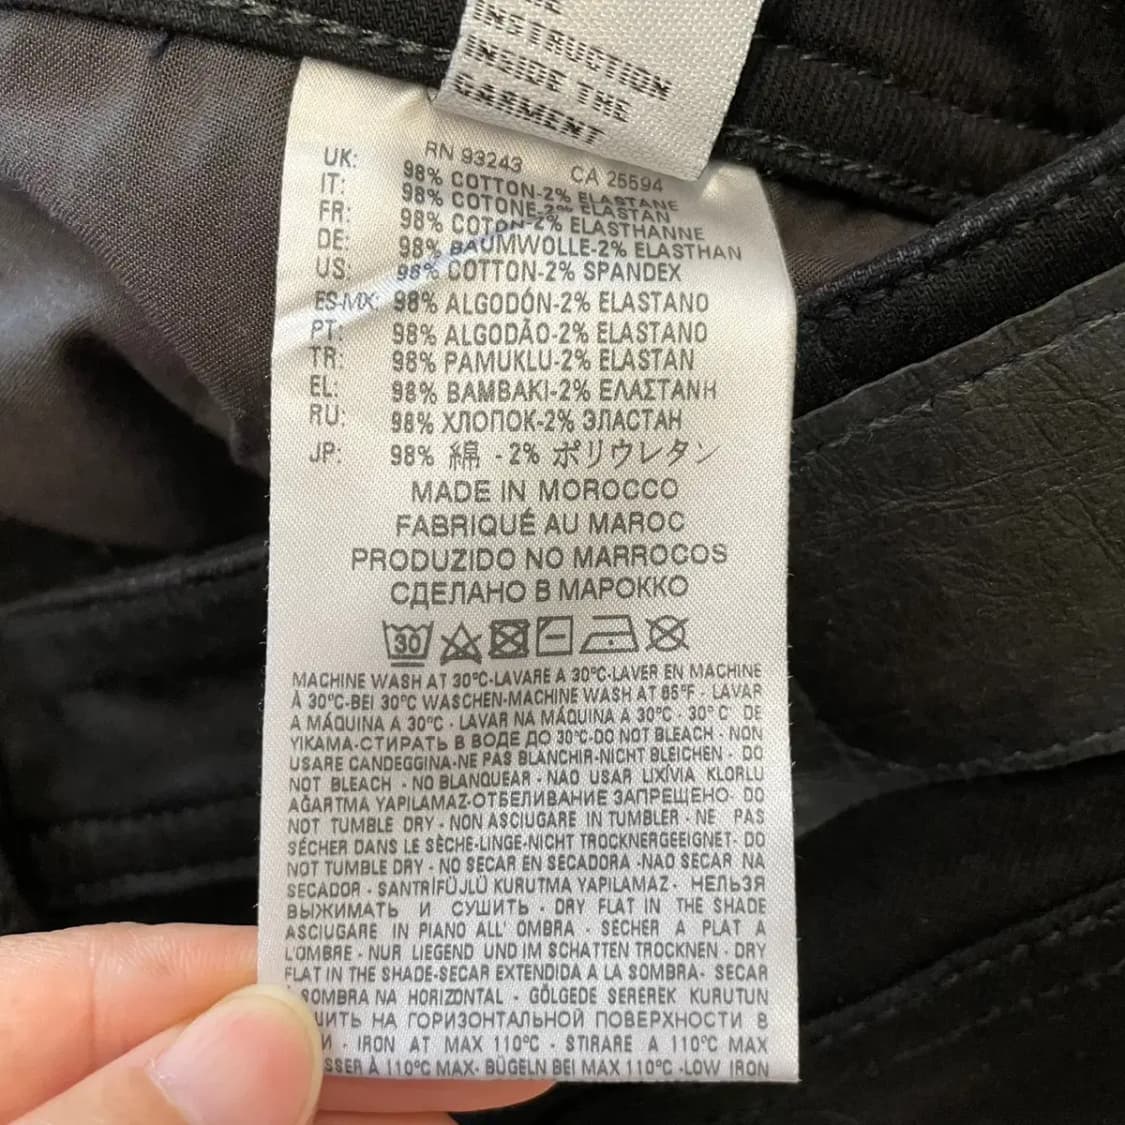 INSTRUCTION
INSIDE THE
GARMENT
RN 93243 CA 25594
UK: 98% COTTON-2% ELASTANE
IT: 98% COTONE-2% ELASTAN
FR: 98% COTON-2% ELASTHANNE
DE: 98% BAUMWOLLE-2% ELASTHAN
US: 98% COTTON-2% SPANDEX
ES-MX: 98% ALGODÓN-2% ELASTANO
PT: 98% ALGODÃO-2% ELASTANO
TR: 98% PAMUKLU-2% ELASTAN
EL: 98% BAMBAKI-2% ΕΛΑΣΤΑΝΗ
RU: 98% ХЛОПОК-2% ЭЛАСТАН
JP: 98% 綿 - 2% ポリウレタン
MADE IN MOROCCO
FABRIQUÉ AU MAROC
PRODUZIDO NO MARROCOS
СДЕЛАНО В МАРОККО
30
MACHINE WASH AT 30°C-LAVARE A 30°C-LAVER EN MACHINE
À 30°C-BEI 30°C WASCHEN-MACHINE WASH AT 85°F - LAVAR
A MÁQUINA A 30°C - LAVAR NA MÁQUINA A 30°C - 30°C' DE
YIKAMA-СТИРАТЬ В ВОДЕ ДО 30°C-DO NOT BLEACH - NON
USARE CANDEGGINA-NE PAS BLANCHIR-NICHT BLEICHEN - DO
NOT BLEACH - NO BLANQUEAR - NAO USAR LIXÍVIA KLORLU
AĞARTMA YAPILAMAZ-ОТБЕЛИВАНИЕ ЗАПРЕЩЕНО- DO
NOT TUMBLE DRY - NON ASCIUGARE IN TUMBLER - NE PAS
SÉCHER DANS LE SÈCHE-LINGE-NICHT TROCKNERGEEIGNET- DO
NOT TUMBLE DRY - NO SECAR EN SECADORA -NAO SECAR NA
SECADOR - SANTRİFÜJLÜ KURUTMA YAPILAMAZ - НЕЛЬЗЯ
ВЫЖИМАТЬ И СУШИТЬ - DRY FLAT IN THE SHADE
ASCIUGARE IN PIANO ALL' OMBRA - SÉCHER A PLAT A
L'OMBRE - NUR LIEGEND UND IM SCHATTEN TROCKNEN - DRY
FLAT IN THE SHADE-SECAR EXTENDIDA A LA SOMBRA- SECAR
SOMBRA NA HORIZONTAL - GÖLGEDE SEREREK KURUTUN
НА ГОРИЗОНТАЛЬНОЙ ПОВЕРХНОСТИ В
- IRON AT MAX 110°C - STIRARE A 110°C MAX
À 110°C MAX- BÜGELN BEI MAX 110°C -LOW IRON